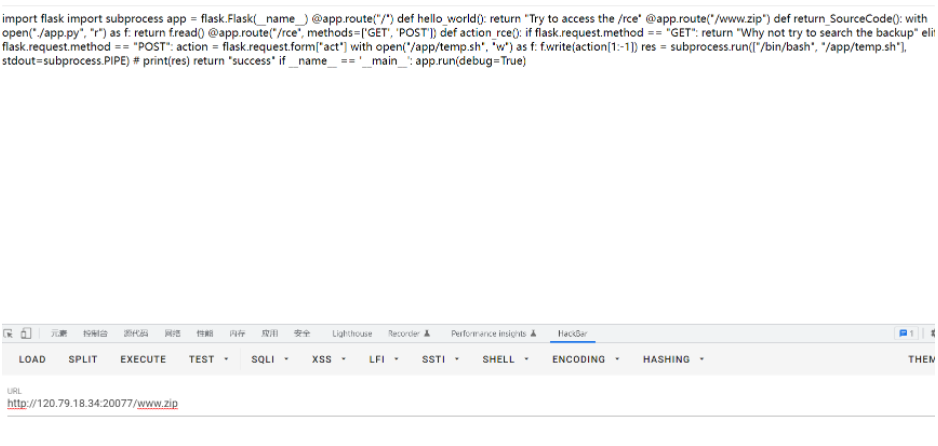 import flask import subprocess app = flask.Flask(__name__) @app.route("/") def hello_world(): return "Try to access the /rce" @app.route("/www.zip") def return_SourceCode(): with
open("./app.py", "r") as f: return f.read() @app.route("/rce", methods=['GET', 'POST']) def action_rce(): if flask.request.method == "GET": return "Why not try to search the backup" elif
flask.request.method == "POST": action = flask.request.form["act"] with open("/app/temp.sh", "w") as f: f.write(action[1:-1]) res = subprocess.run(["/bin/bash", "/app/temp.sh"],
stdout=subprocess.PIPE) # print(res) return "success" if __name__ == '__main__': app.run(debug=True)
元素 控制台 源代码 网络 性能 内存 应用 安全 Lighthouse Recorder Performance insights HackBar 1
LOAD SPLIT EXECUTE TEST SQLI XSS LFI SSTI SHELL ENCODING HASHING THEM
URL
http://120.79.18.34:20077/www.zip